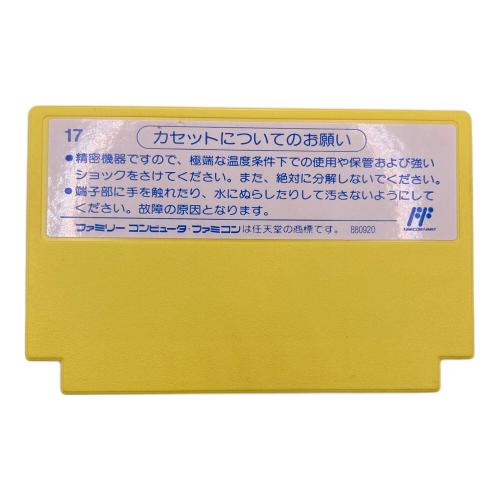 17
カセットについてのお願い
●精密機器ですので、極端な温度条件下での使用や保管および強い
ショックをさけてください。また、絶対に分解しないでください。
●端子部に手を触れたり、水にぬらしたりして汚さないようにして
ください。故障の原因となります。
ファミリー コンピュータ・ファミコンは任天堂の商標です。 880920